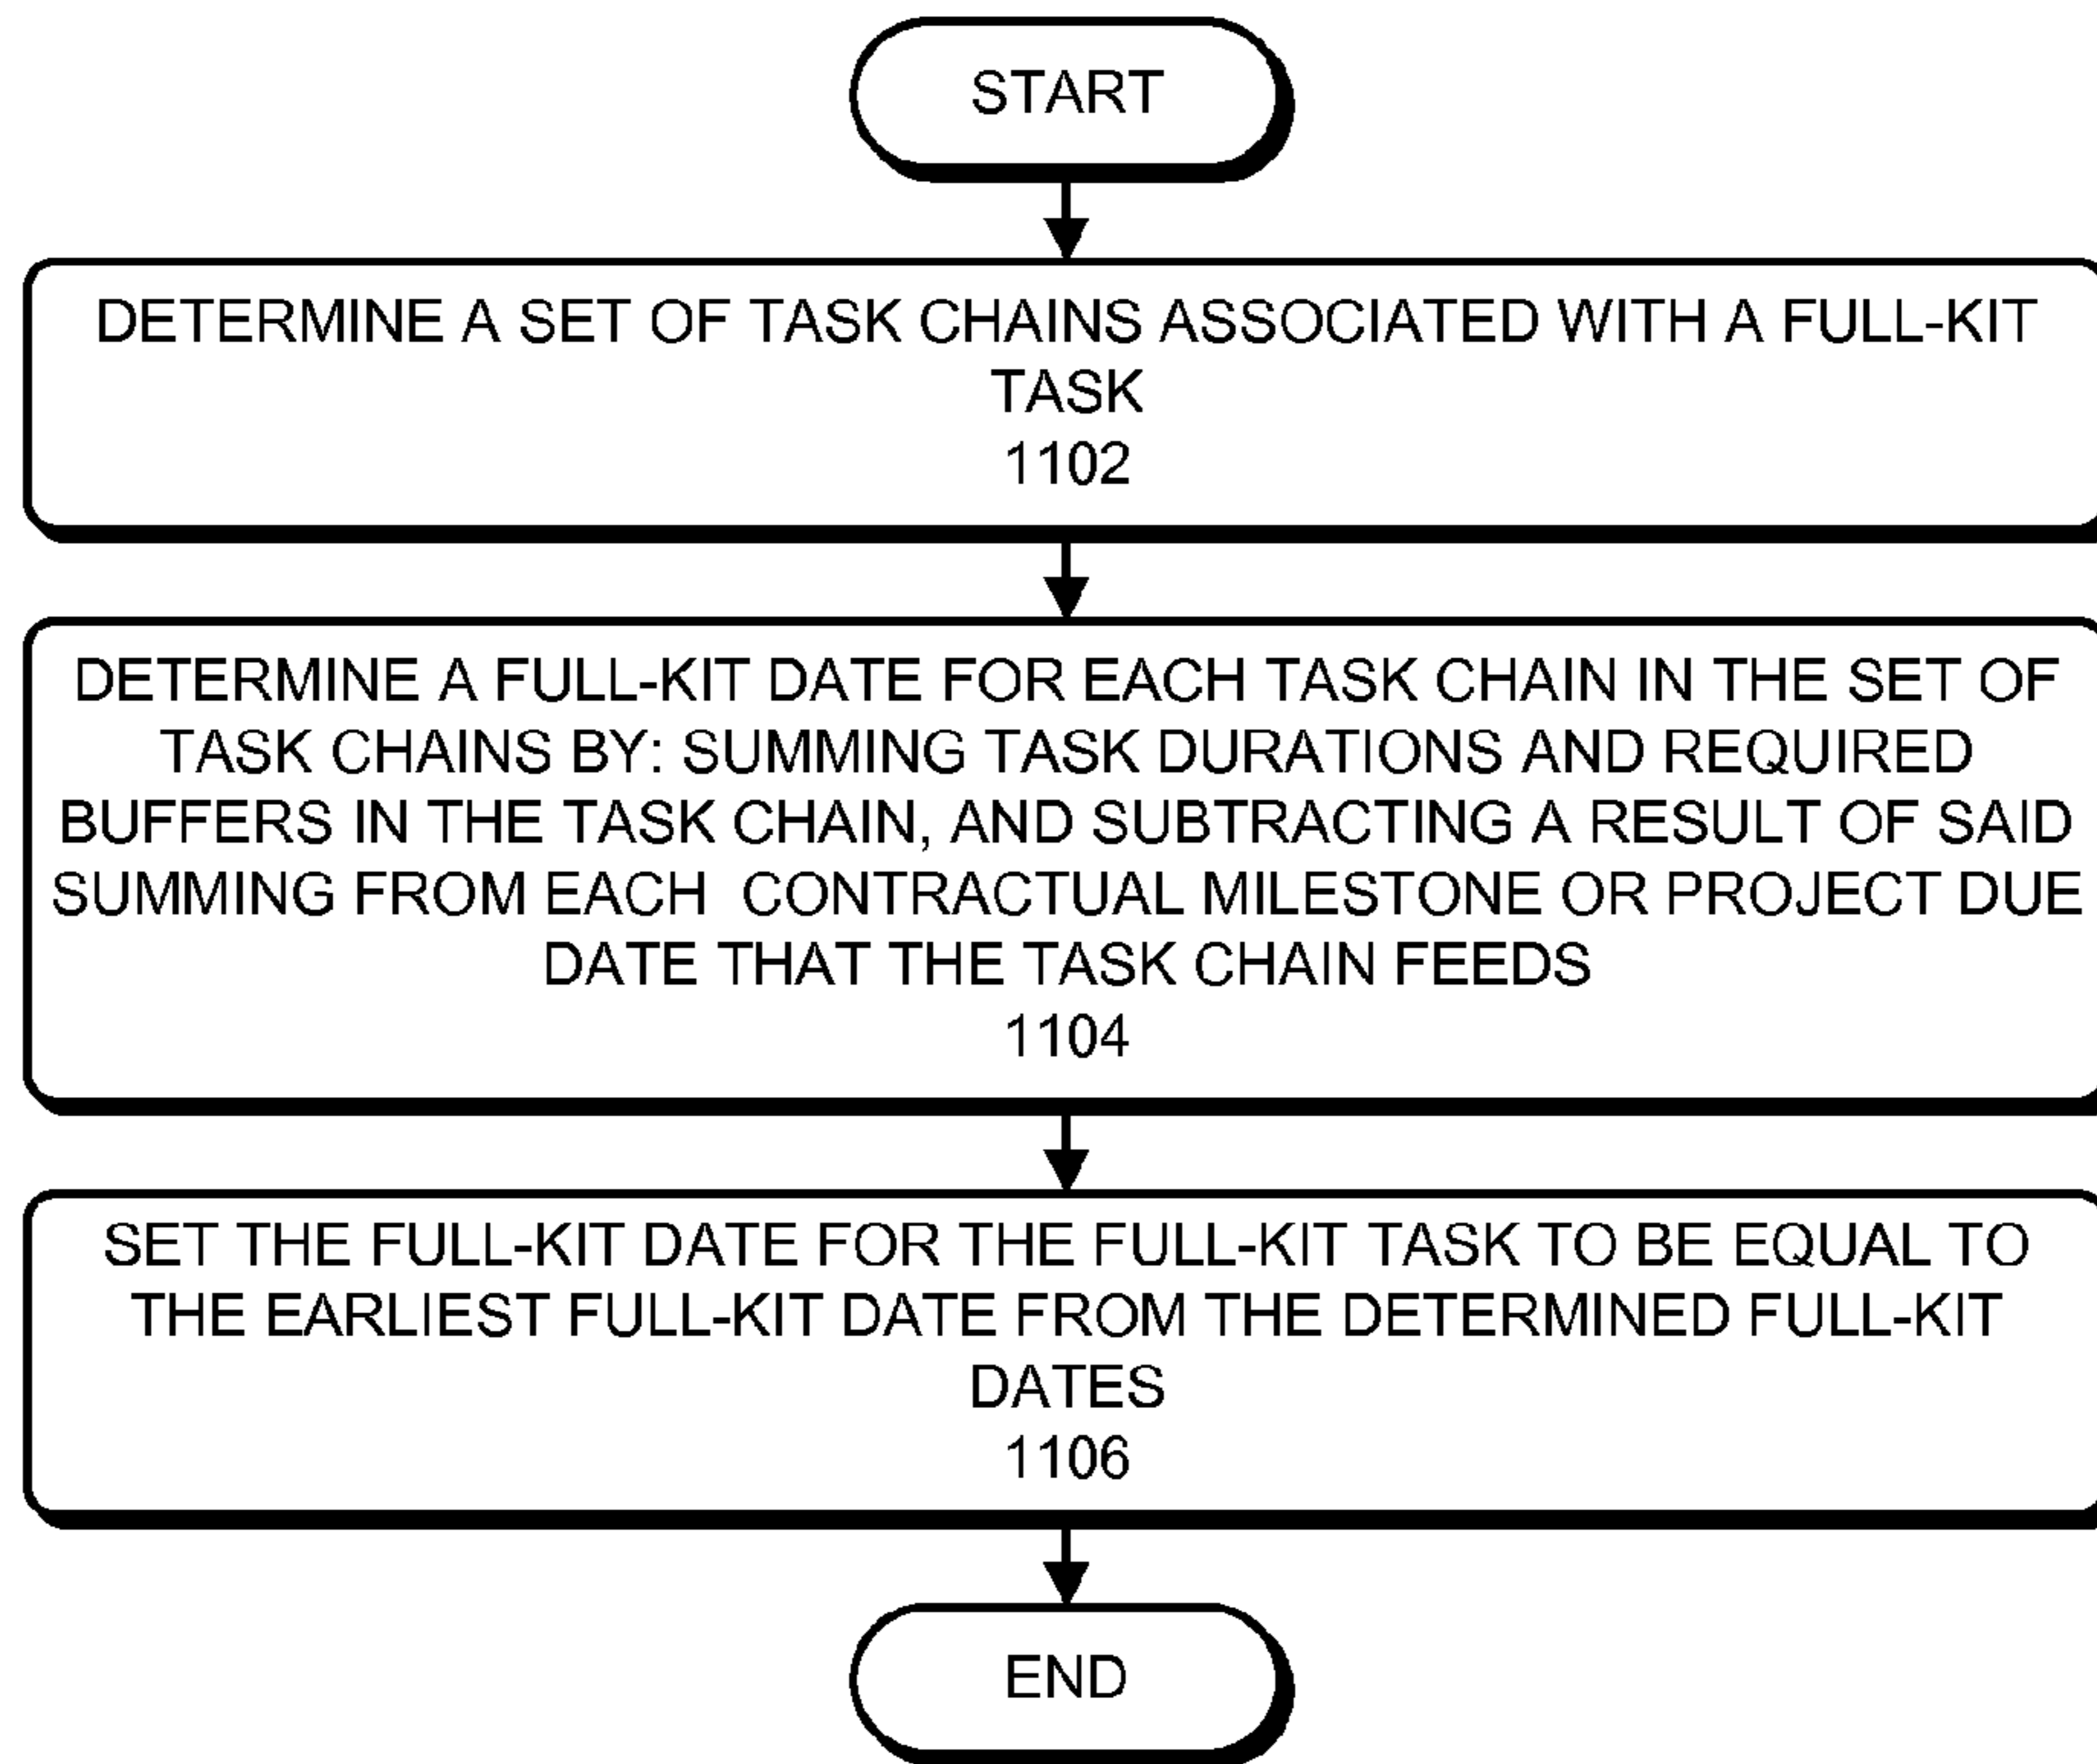 START
DETERMINE A SET OF TASK CHAINS ASSOCIATED WITH A FULL-KIT
TASK
1102
DETERMINE A FULL-KIT DATE FOR EACH TASK CHAIN IN THE SET OF
TASK CHAINS BY: SUMMING TASK DURATIONS AND REQUIRED
BUFFERS IN THE TASK CHAIN, AND SUBTRACTING A RESULT OF SAID
SUMMING FROM EACH CONTRACTUAL MILESTONE OR PROJECT DUE
DATE THAT THE TASK CHAIN FEEDS
1104
SET THE FULL-KIT DATE FOR THE FULL-KIT TASK TO BE EQUAL TO
THE EARLIEST FULL-KIT DATE FROM THE DETERMINED FULL-KIT
DATES
1106
END